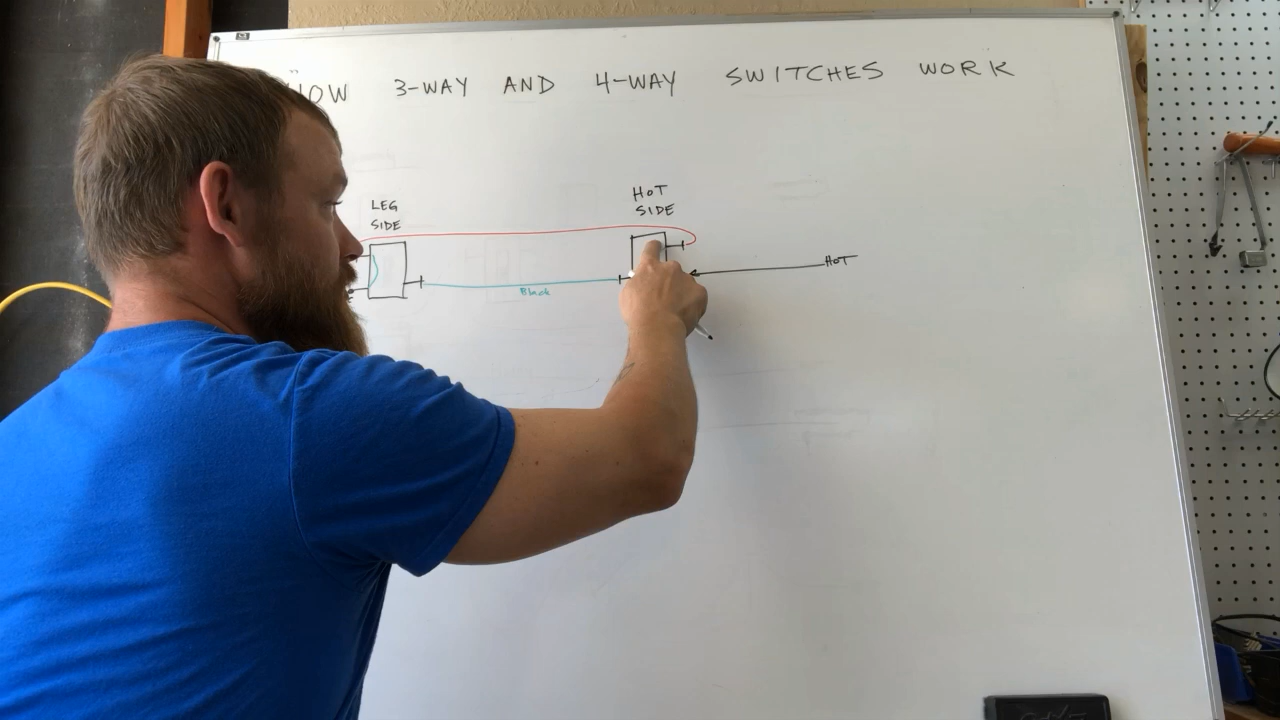 "HOW 3-WAY AND 4-WAY SWITCHES WORK"
LEG
SIDE
HOT
SIDE
HOT
Black